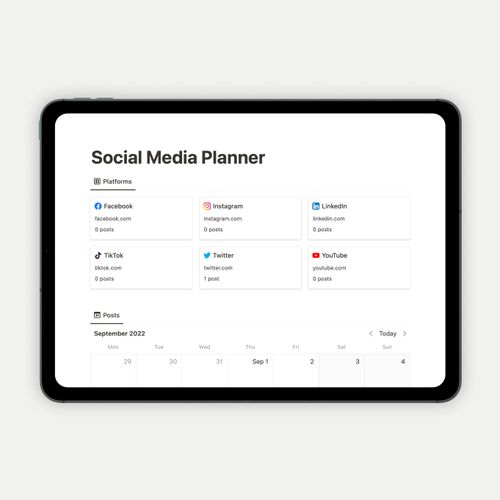 Social Media Planner
Platforms
Facebook Instagram LinkedIn
facebook.com instagram.com linkedin.com
0 posts 0 posts 0 posts
TikTok Twitter YouTube
tiktok.com twitter.com youtube.com
0 posts 1 post 0 posts
Posts
September 2022 Today
Mon Tue Wed Thu Fri Sat Sun
29 30 31 Sep 1 2 3 4